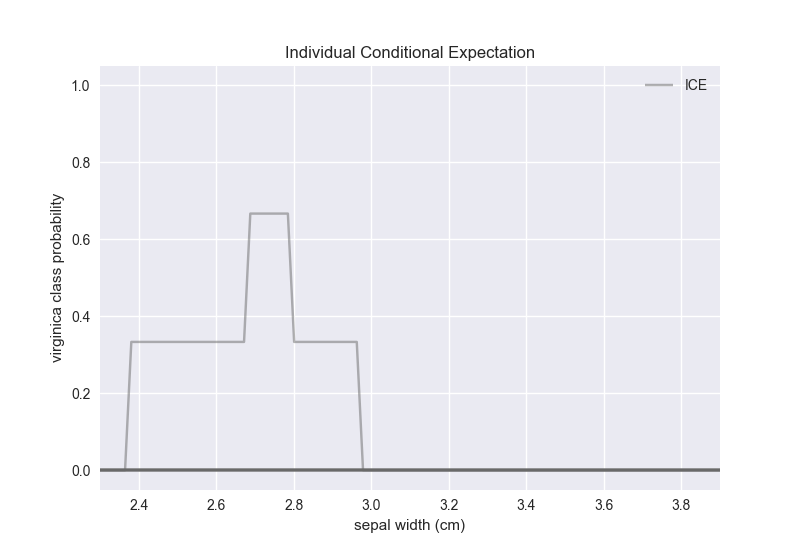 Individual Conditional Expectation
ICE
virginica class probability
1.0
0.8
0.6
0.4
0.2
0.0
2.4 2.6 2.8 3.0 3.2 3.4 3.6 3.8
sepal width (cm)